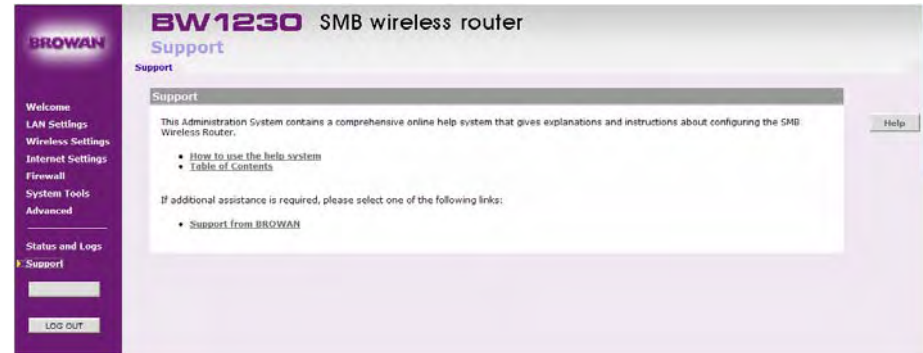 BROWAN
BW1230 SMB wireless router
Support
Support
Welcome
LAN Settings
Wireless Settings
Internet Settings
Firewall
System Tools
Advanced
Status and Logs
Support
LOG OUT
Support
This Administration System contains a comprehensive online help system that gives explanations and instructions about configuring the SMB
Wireless Router.
• How to use the help system
• Table of Contents
If additional assistance is required, please select one of the following links:
• Support from BROWAN
Help